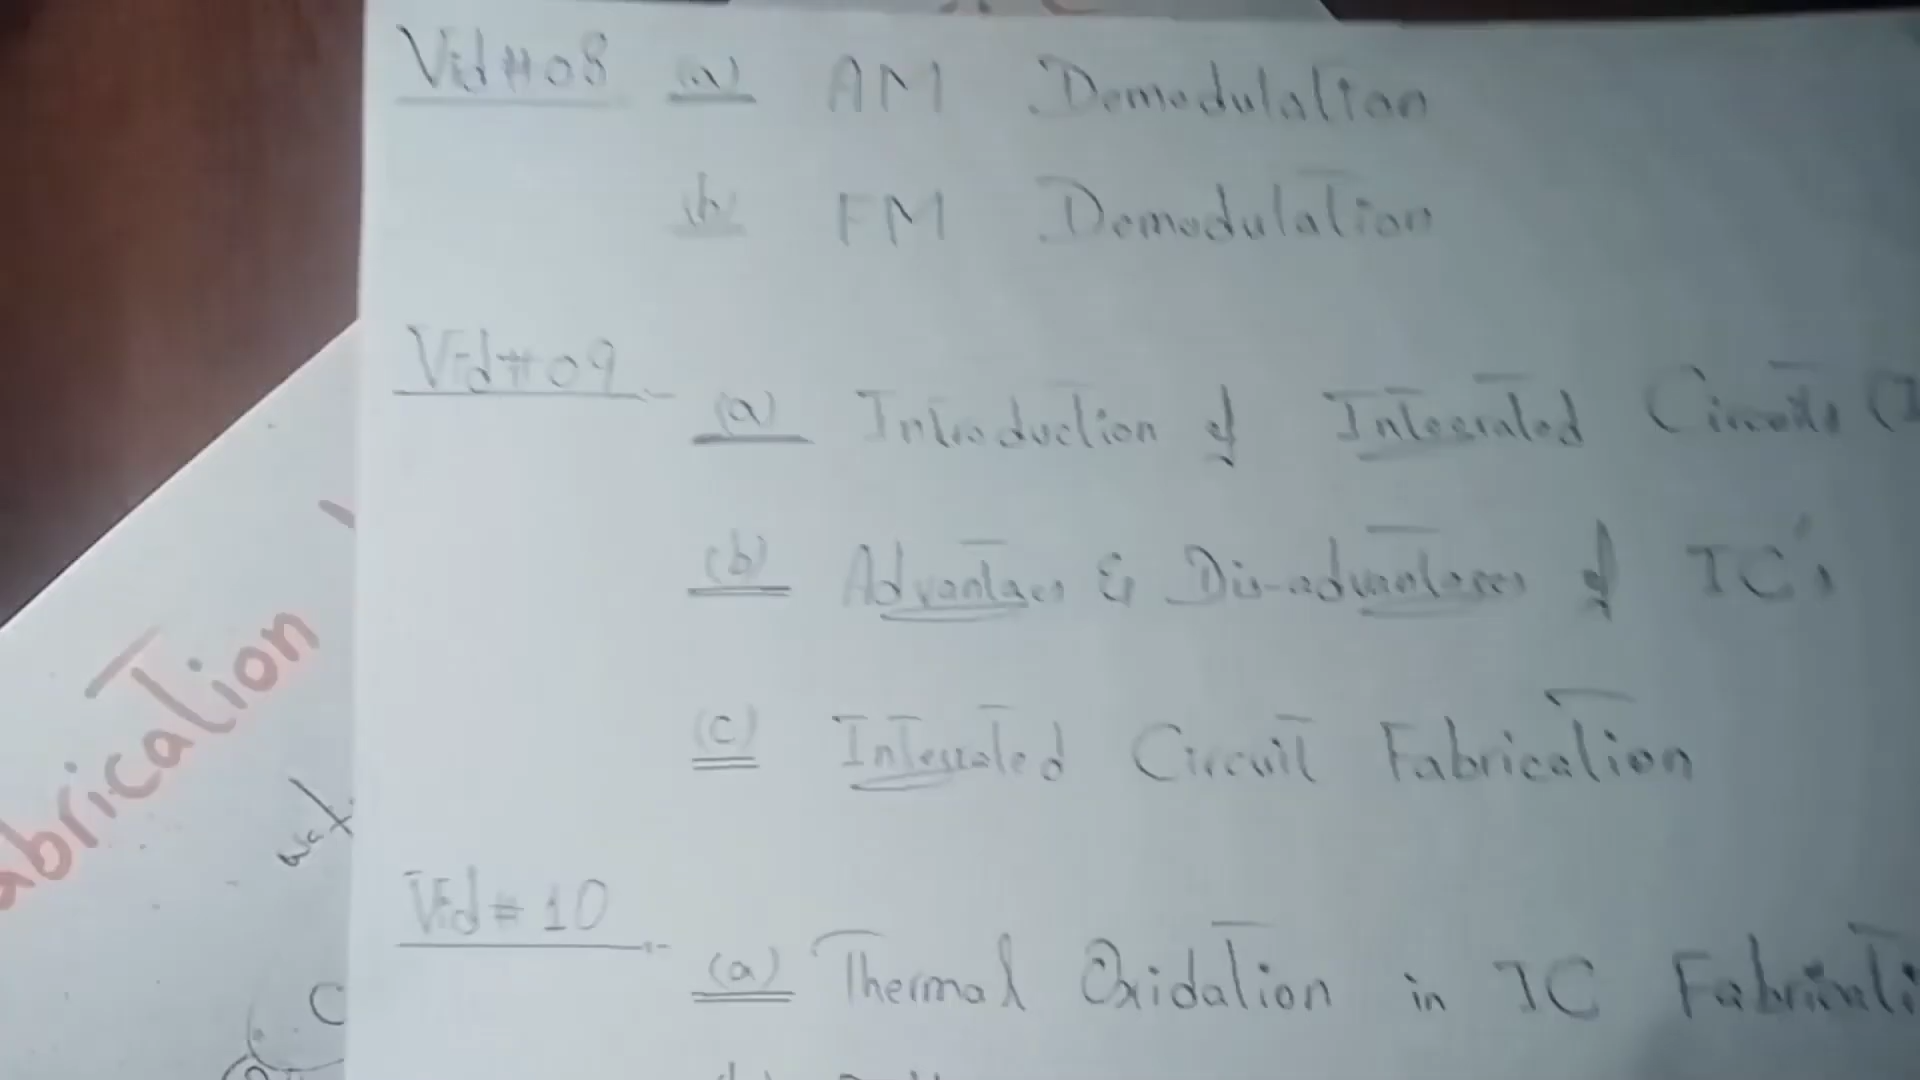 Vid#08 (a) AM Demodulation
(b) FM Demodulation
Vid#09
(a) Introduction of Integrated Circuits (I
(b) Advantages & Dis-advantages of IC's
(c) Integrated Circuit Fabrication
Vid#10
(a) Thermal Oxidation in IC Fabricati
abrication